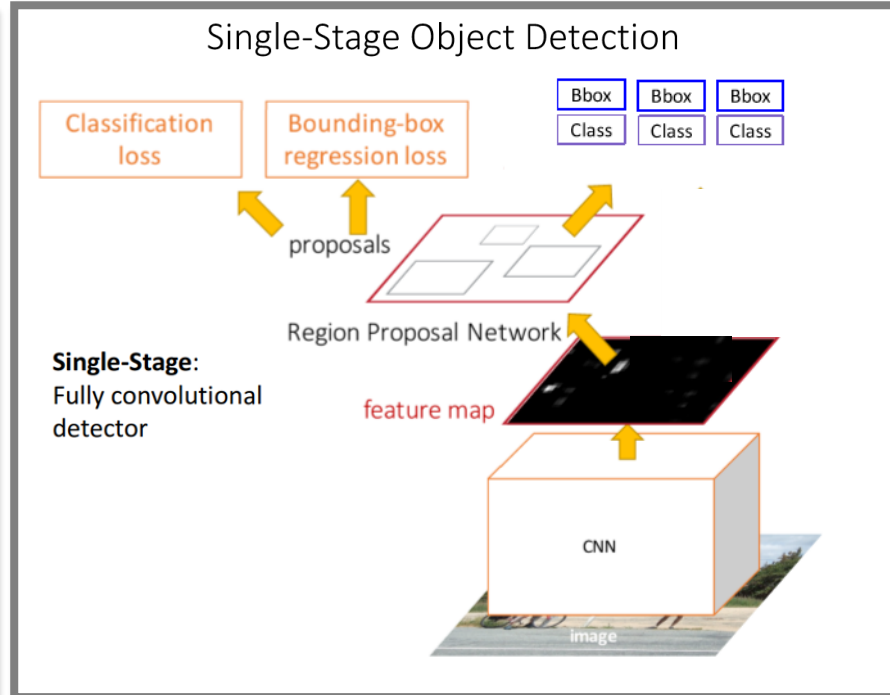 Single-Stage Object Detection
Classification
loss
Bounding-box
regression loss
Bbox Bbox Bbox
Class Class Class
proposals
Region Proposal Network
Single-Stage:
Fully convolutional
detector
feature map
CNN
image